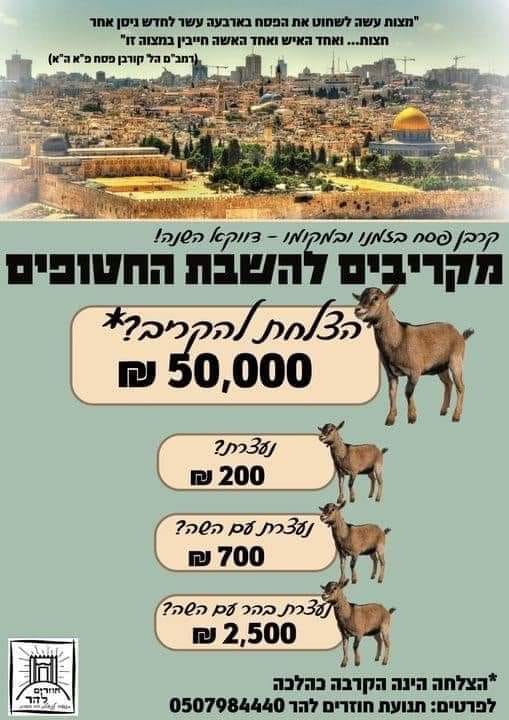 "מצות עשה לשחוט את הפסח בארבעה עשר לחדש ניסן אחר
חצות... ואחד האיש ואחד האשה חייבין במצוה זו"
(רמב"ם הל' קורבן פסח פ"א ה"א)
קרבן פסח בזמנו ובמקומו - דווקא השנה!
מקריבים להשבת החטופים
הצלחת להקריב?*
50,000 ₪
נעצרת?
200 ₪
נעצרת עם השה?
700 ₪
נעצרת בהר עם השה?
2,500 ₪
*הצלחה הינה הקרבה כהלכה
לפרטים: תנועת חוזרים להר 0507984440
חוזרים
להר